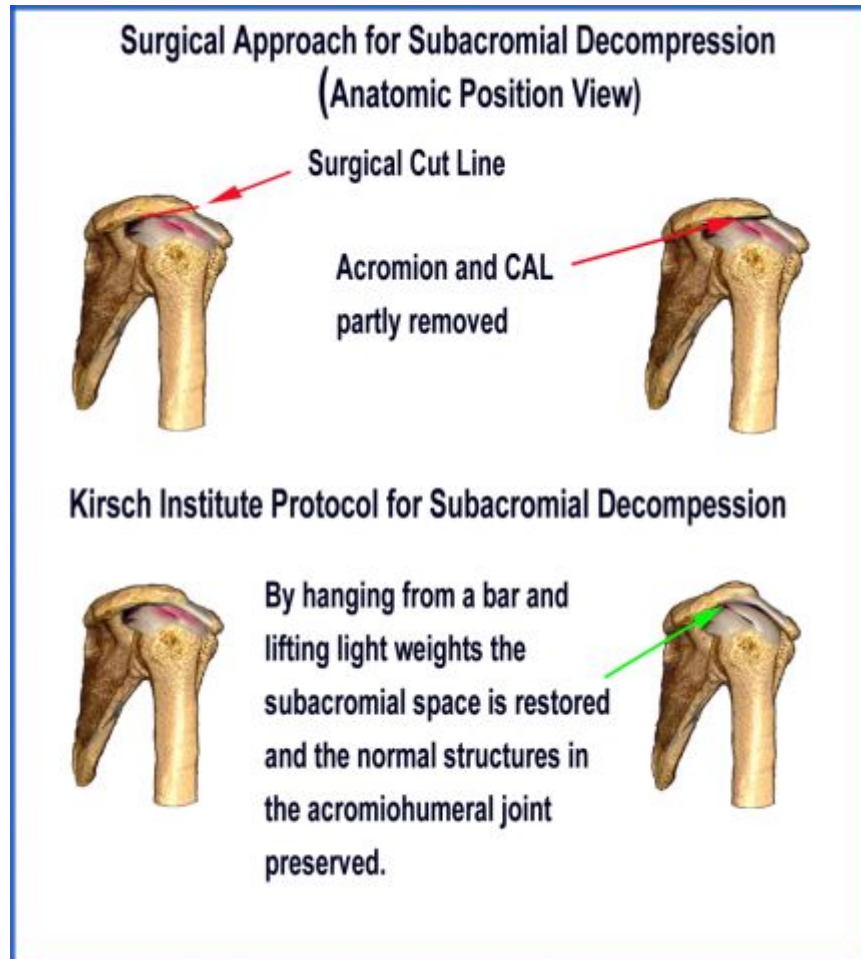 Surgical Approach for Subacromial Decompression
(Anatomic Position View)
Surgical Cut Line
Acromion and CAL
partly removed
Kirsch Institute Protocol for Subacromial Decompession
By hanging from a bar and
lifting light weights the
subacromial space is restored
and the normal structures in
the acromiohumeral joint
preserved.